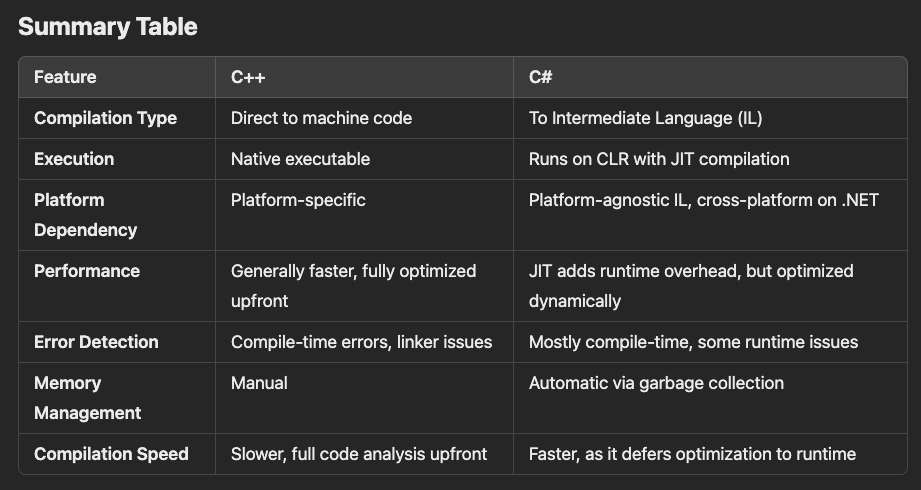 Summary Table
Feature C++ C#
Compilation Type Direct to machine code To Intermediate Language (IL)
Execution Native executable Runs on CLR with JIT compilation
Platform Dependency Platform-specific Platform-agnostic IL, cross-platform on .NET
Performance Generally faster, fully optimized upfront JIT adds runtime overhead, but optimized dynamically
Error Detection Compile-time errors, linker issues Mostly compile-time, some runtime issues
Memory Management Manual Automatic via garbage collection
Compilation Speed Slower, full code analysis upfront Faster, as it defers optimization to runtime